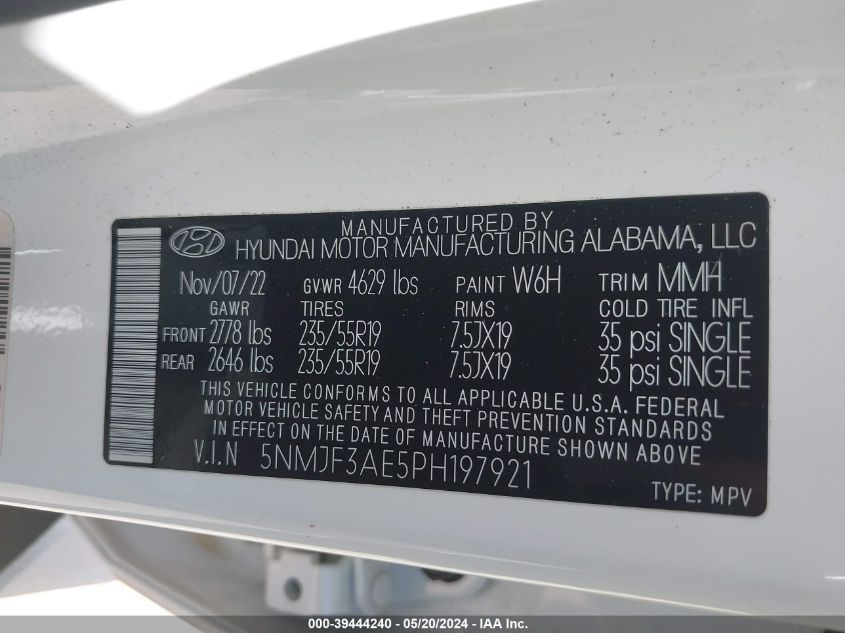 MANUFACTURED BY
HYUNDAI MOTOR MANUFACTURING ALABAMA, LLC
Nov/07/22 GVWR 4629 lbs PAINT W6H TRIM MMH
GAWR TIRES RIMS COLD TIRE INFL
FRONT 2778 lbs 235/55R19 7.5JX19 35 psi SINGLE
REAR 2646 lbs 235/55R19 7.5JX19 35 psi SINGLE
THIS VEHICLE CONFORMS TO ALL APPLICABLE U.S.A. FEDERAL
MOTOR VEHICLE SAFETY AND THEFT PREVENTION STANDARDS
IN EFFECT ON THE DATE OF MANUFACTURE SHOWN ABOVE.
V.I.N 5NMJF3AE5PH197921
TYPE: MPV
000-39444240 - 05/20/2024 - IAA Inc.